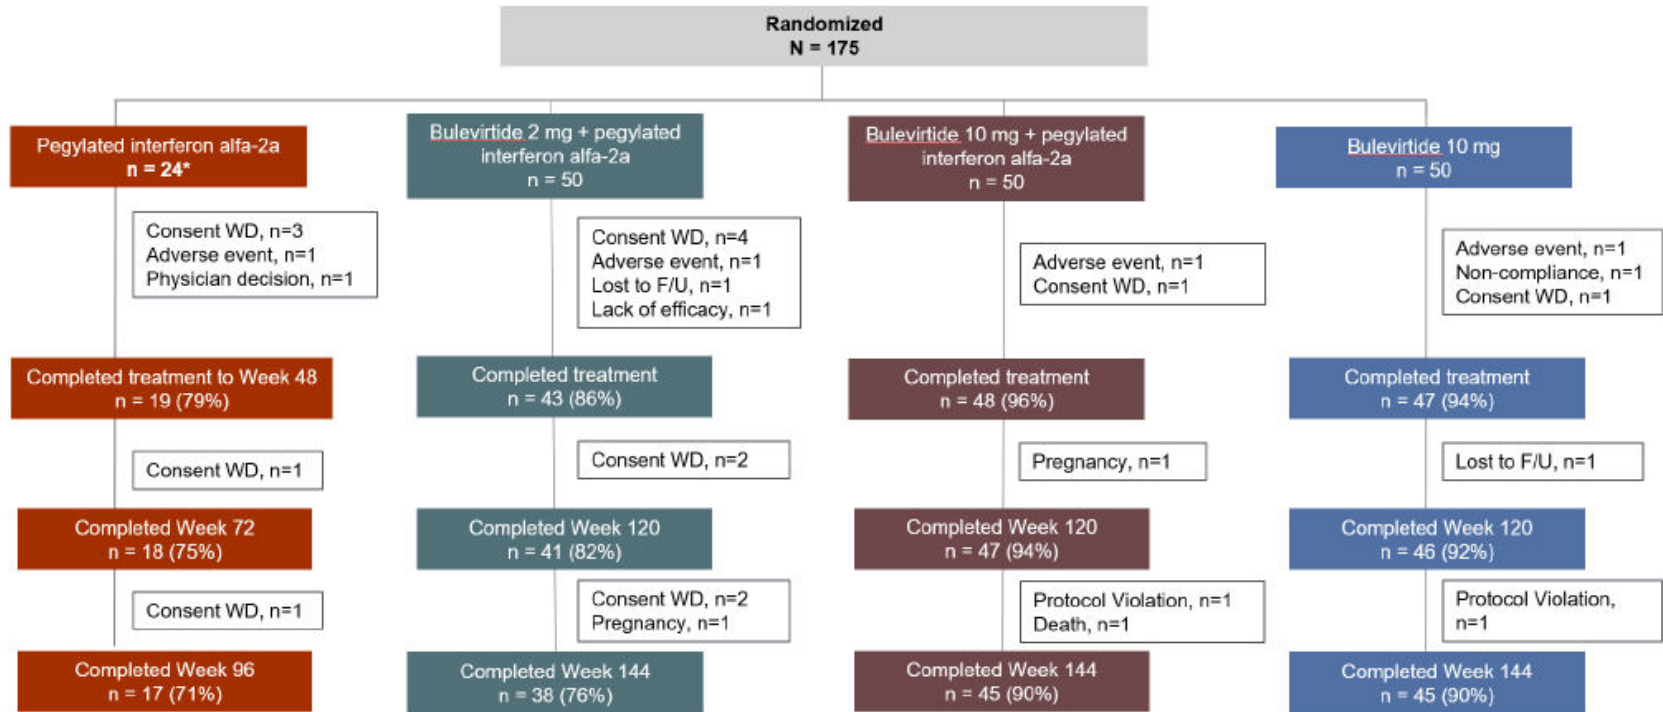 Randomized
N = 175
Pegylated interferon alfa-2a
n = 24*
Bulevirtide 2 mg + pegylated
interferon alfa-2a
n = 50
Bulevirtide 10 mg + pegylated
interferon alfa-2a
n = 50
Bulevirtide 10 mg
n = 50
Consent WD, n=3
Adverse event, n=1
Physician decision, n=1
Consent WD, n=4
Adverse event, n=1
Lost to F/U, n=1
Lack of efficacy, n=1
Adverse event, n=1
Consent WD, n=1
Adverse event, n=1
Non-compliance, n=1
Consent WD, n=1
Completed treatment to Week 48
n = 19 (79%)
Completed treatment
n = 43 (86%)
Completed treatment
n = 48 (96%)
Completed treatment
n = 47 (94%)
Consent WD, n=1
Consent WD, n=2
Pregnancy, n=1
Lost to F/U, n=1
Completed Week 72
n = 18 (75%)
Completed Week 120
n = 41 (82%)
Completed Week 120
n = 47 (94%)
Completed Week 120
n = 46 (92%)
Consent WD, n=1
Consent WD, n=2
Pregnancy, n=1
Protocol Violation, n=1
Death, n=1
Protocol Violation,
n=1
Completed Week 96
n = 17 (71%)
Completed Week 144
n = 38 (76%)
Completed Week 144
n = 45 (90%)
Completed Week 144
n = 45 (90%)